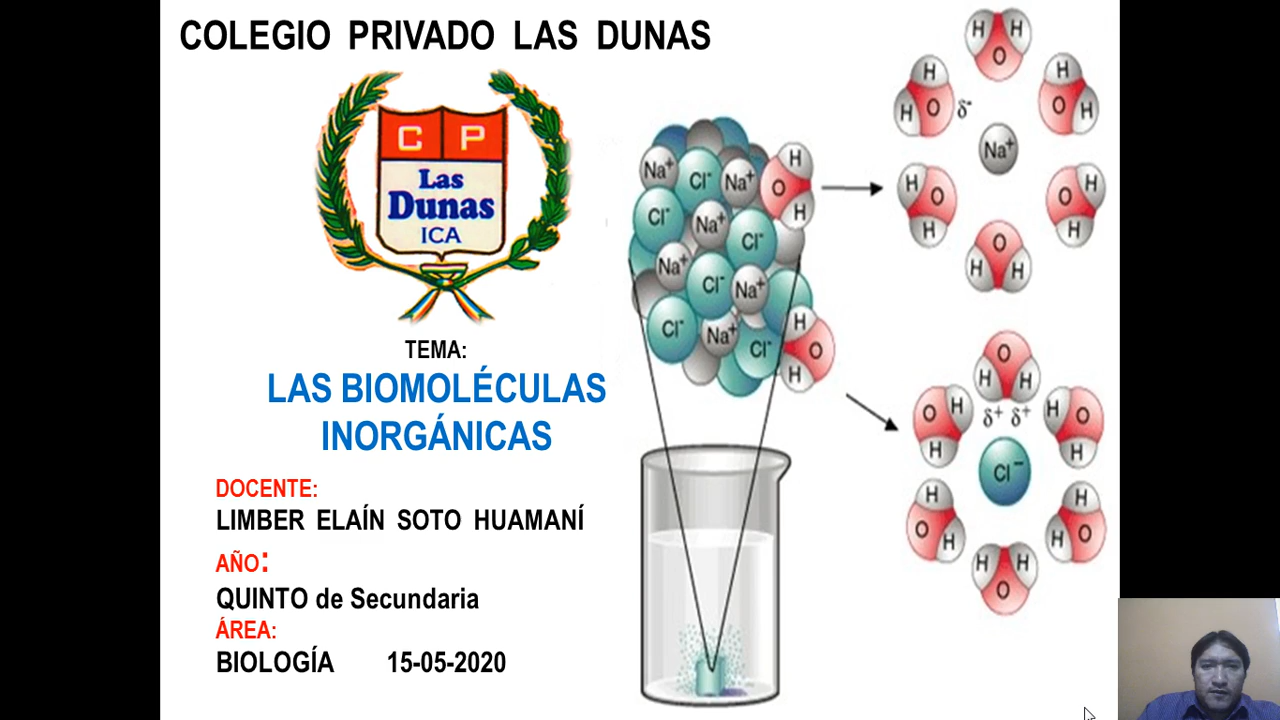 COLEGIO PRIVADO LAS DUNAS
C P
Las
Dunas
ICA
TEMA:
LAS BIOMOLÉCULAS
INORGÁNICAS
DOCENTE:
LIMBER ELAÍN SOTO HUAMANÍ
AÑO:
QUINTO de Secundaria
ÁREA:
BIOLOGÍA 15-05-2020
Na⁺ Cl⁻ Na⁺ O H H
Cl⁻ Na⁺ Cl⁻
Na⁺ Cl⁻ Na⁺
Cl⁻ Na⁺ Cl⁻ H O H
H H O
H H O δ⁻
H O H
Na⁺
H O H
O H H
O H H
O H H
O H H
δ⁺ δ⁺
H O H
Cl⁻
H O H
H O H
H H O